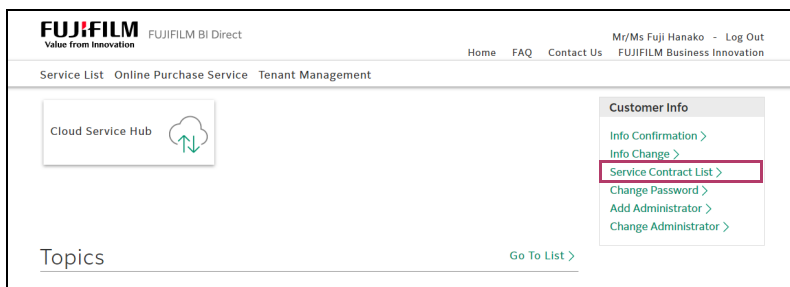 FUJIFILM
Value from Innovation
FUJIFILM BI Direct
Mr/Ms Fuji Hanako - Log Out
Home FAQ Contact Us FUJIFILM Business Innovation
Service List Online Purchase Service Tenant Management
Cloud Service Hub
Customer Info
Info Confirmation >
Info Change >
Service Contract List >
Change Password >
Add Administrator >
Change Administrator >
Topics
Go To List >